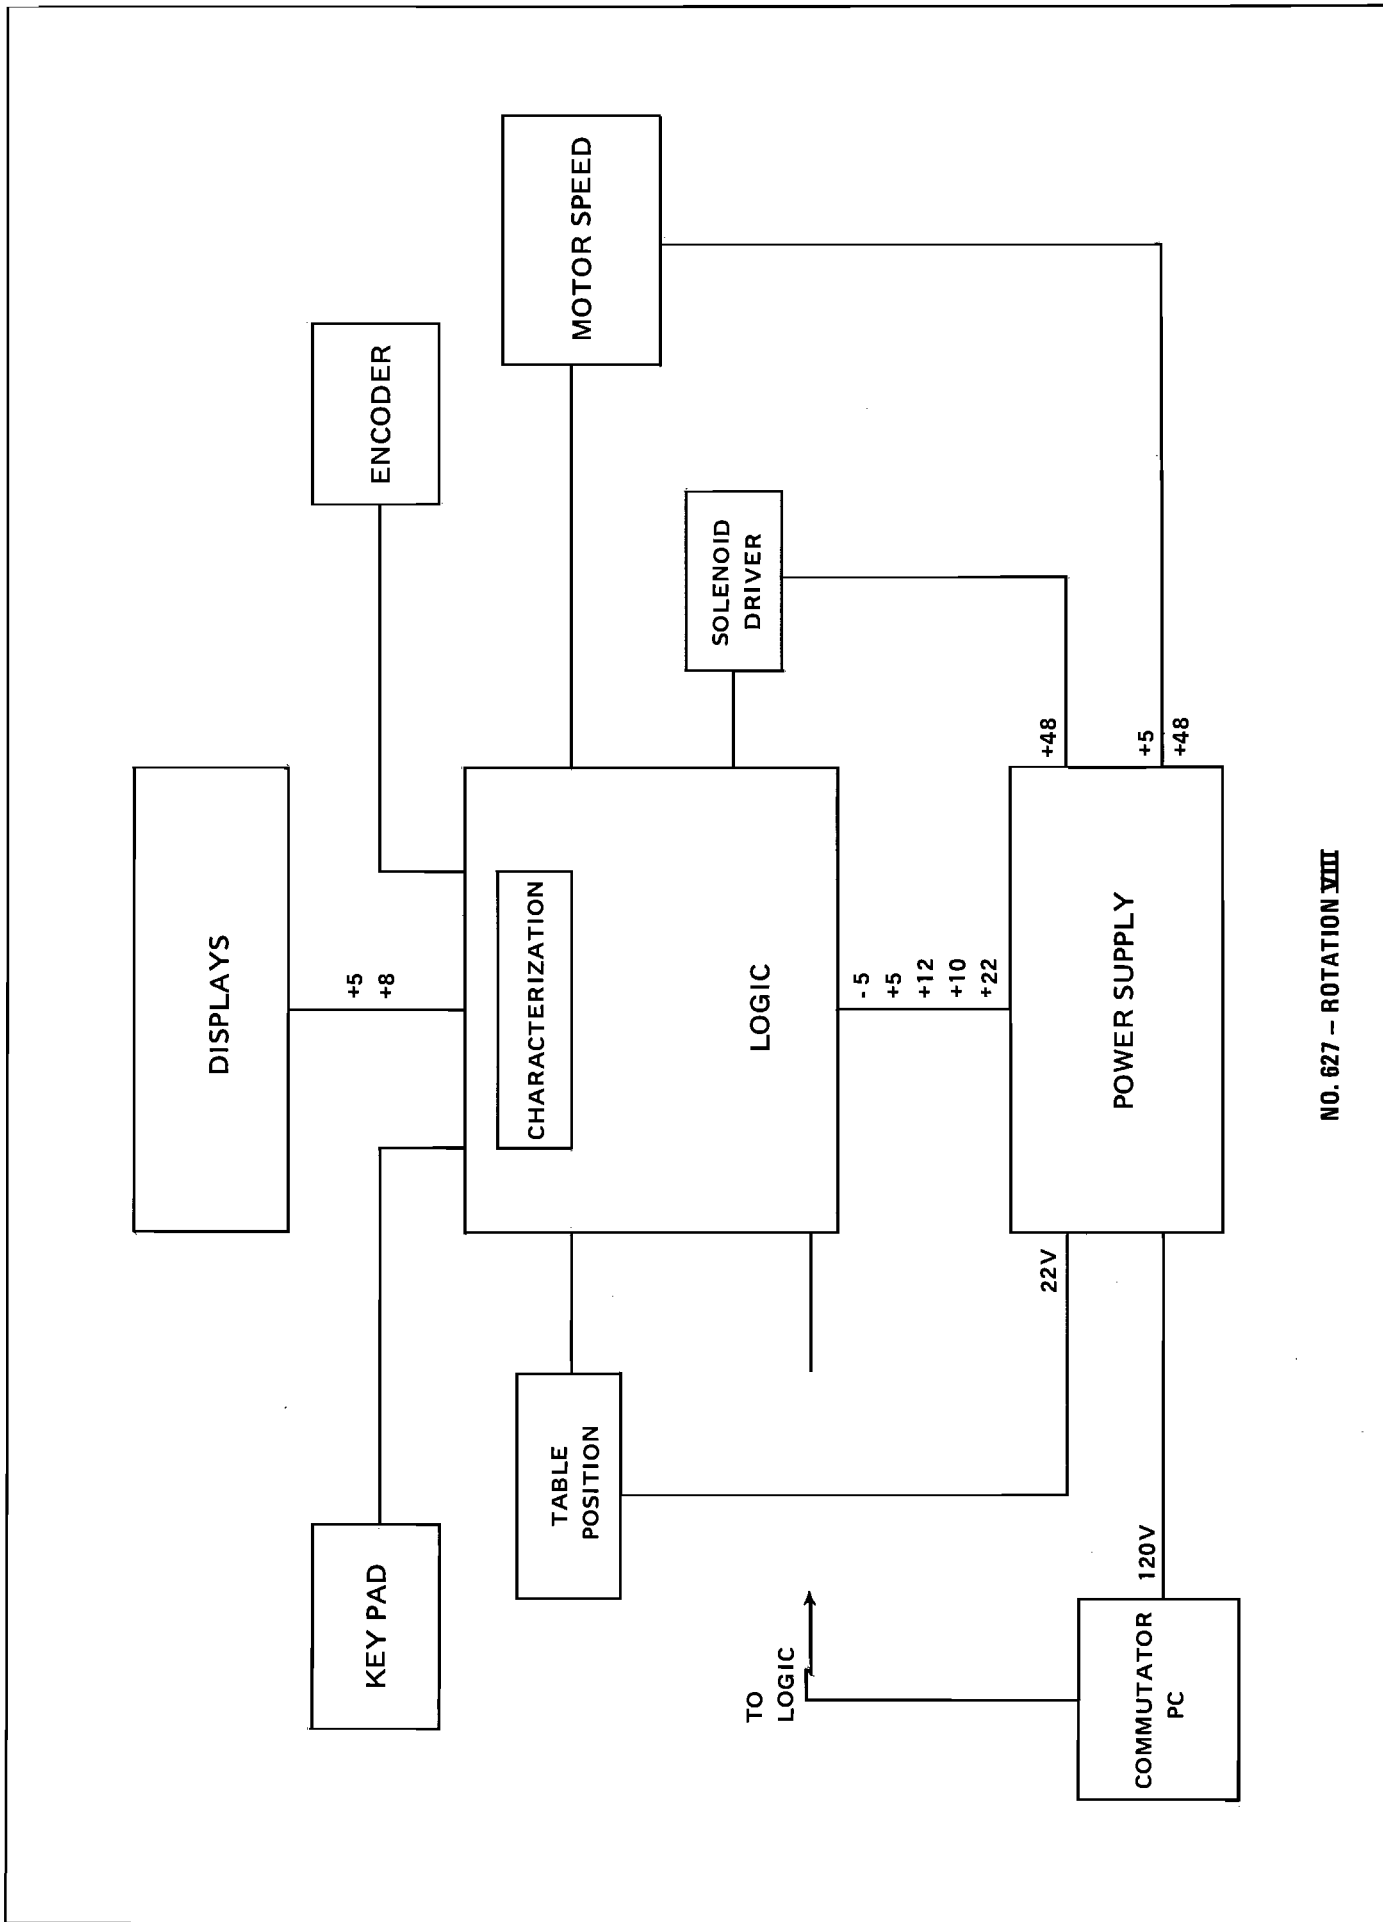 DISPLAYS
+5
+8
KEY PAD
ENCODER
CHARACTERIZATION
LOGIC
TABLE
POSITION
MOTOR SPEED
SOLENOID
DRIVER
TO
LOGIC
- 5
+5
+12
+10
+22
22V
+48
120V
+5
+48
COMMUTATOR
PC
POWER SUPPLY
NO. 627 – ROTATION VIII